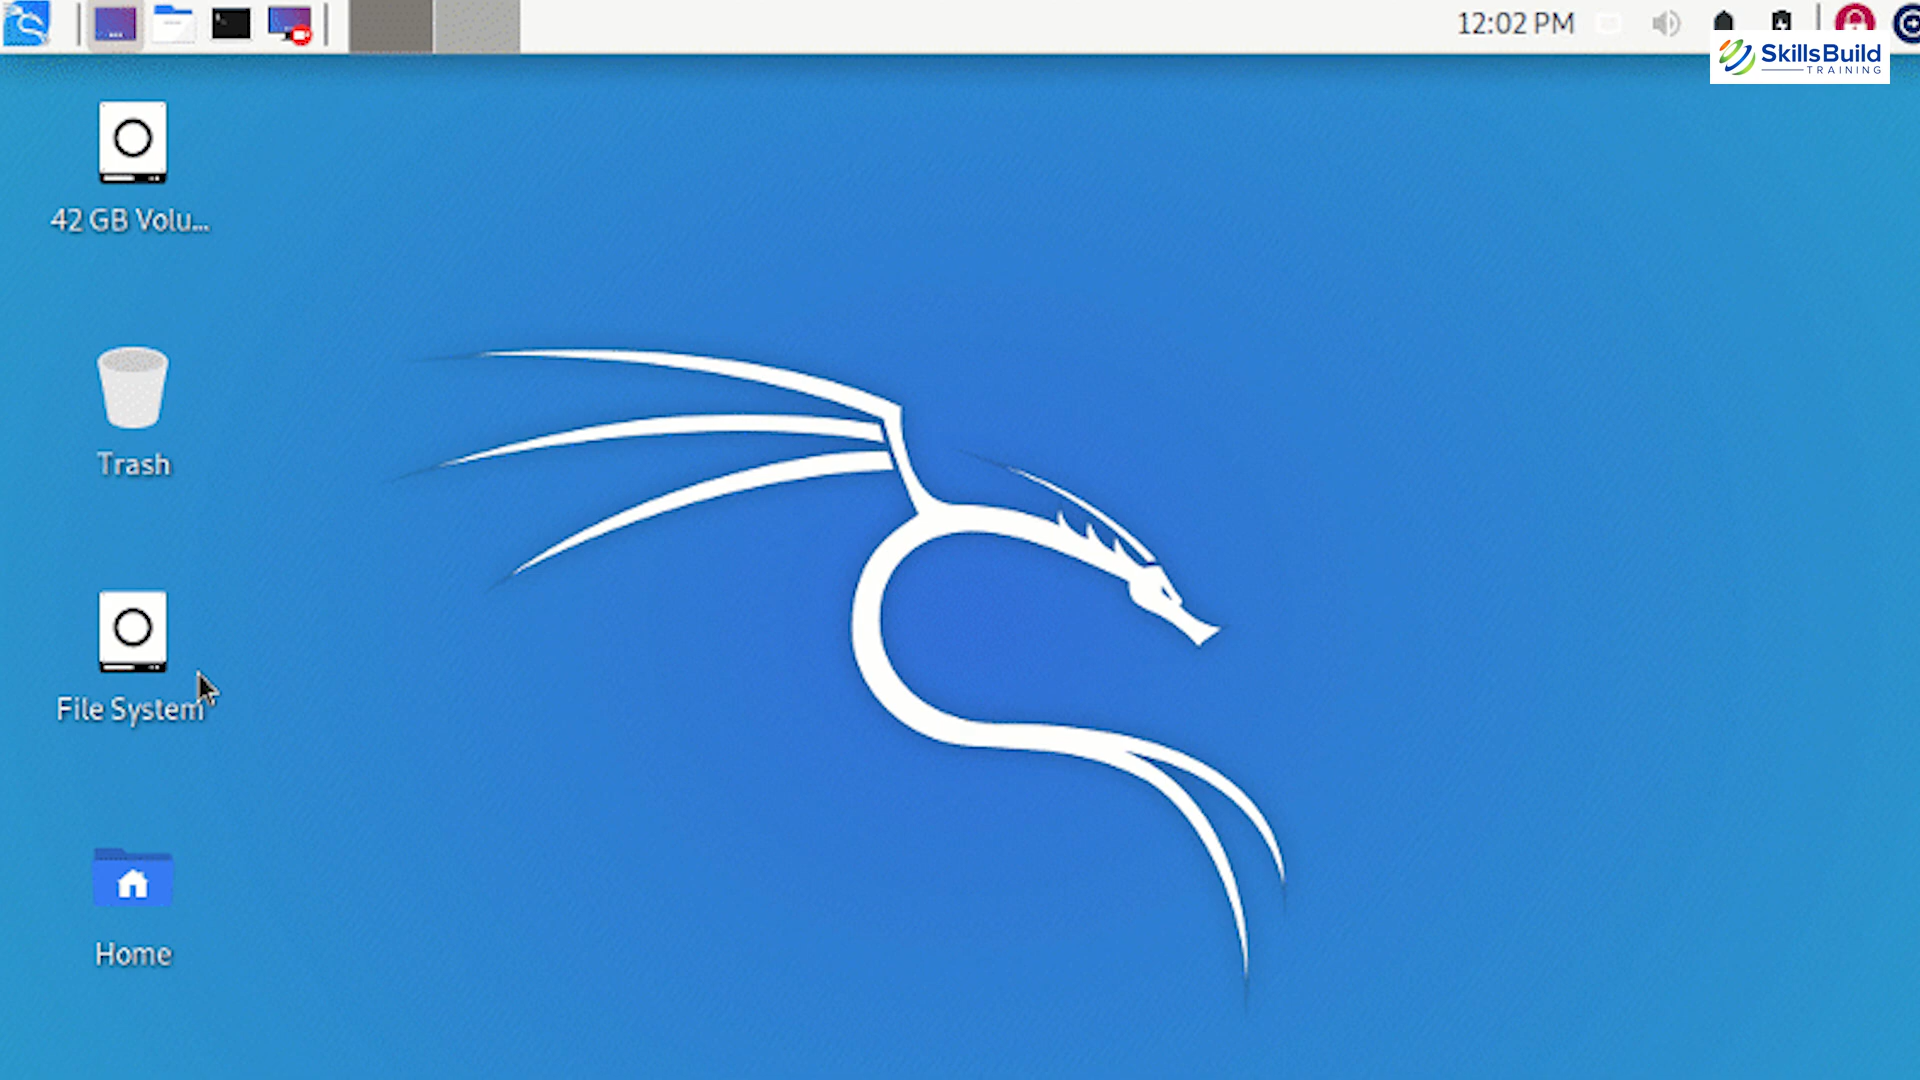 12:02 PM
SkillsBuild
TRAINING
42 GB Volu...
Trash
File System
Home